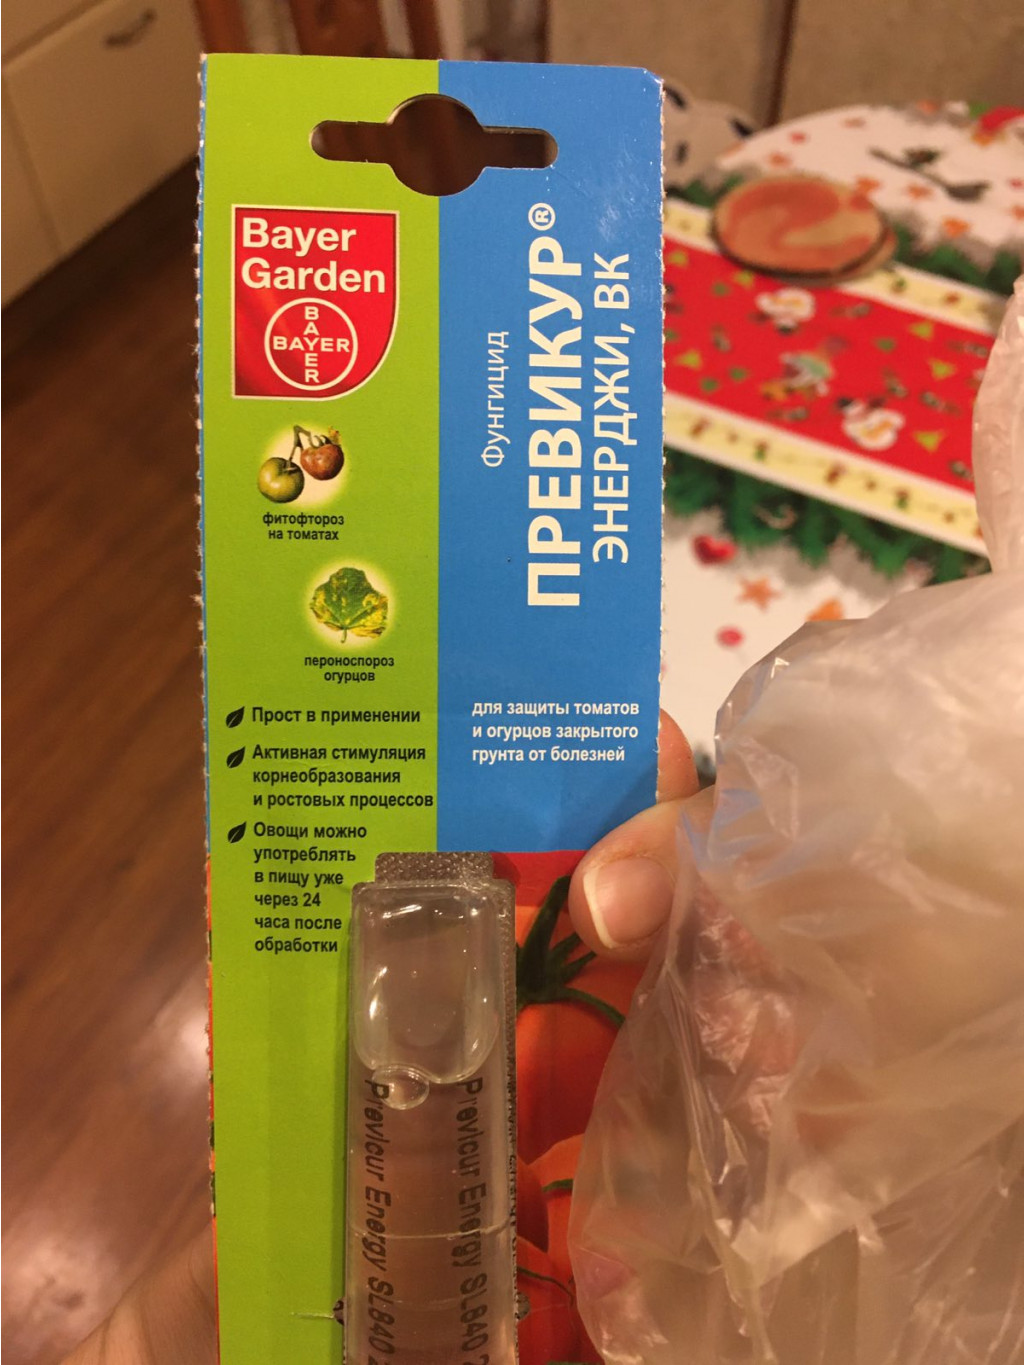 Bayer
Garden
BAYER
BAYER
Фунгицид
ПРЕВИКУР®
ЭНЕРДЖИ, ВК
фитофтороз
на томатах
пероноспороз
огурцов
для защиты томатов
и огурцов закрытого
грунта от болезней
Прост в применении
Активная стимуляция
корнеобразования
и ростовых процессов
Овощи можно
употреблять
в пищу уже
через 24
часа после
обработки
Previcur Energy SL840 2
Previcur Energy SL840 2